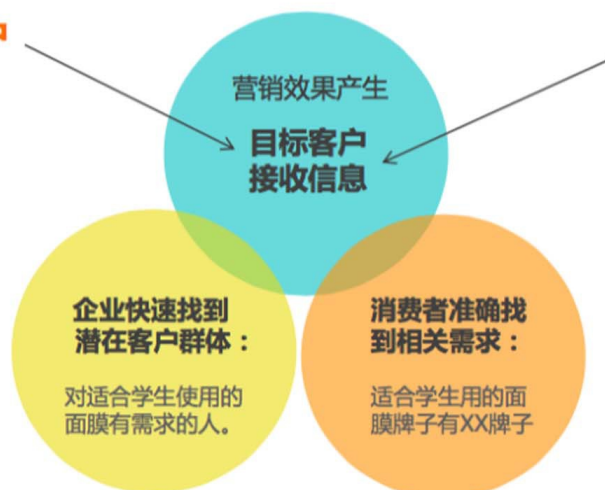 营销效果产生
目标客户
接收信息
企业快速找到
潜在客户群体：
对适合学生使用的
面膜有需求的人。
消费者准确找
到相关需求：
适合学生用的面
膜牌子有XX牌子